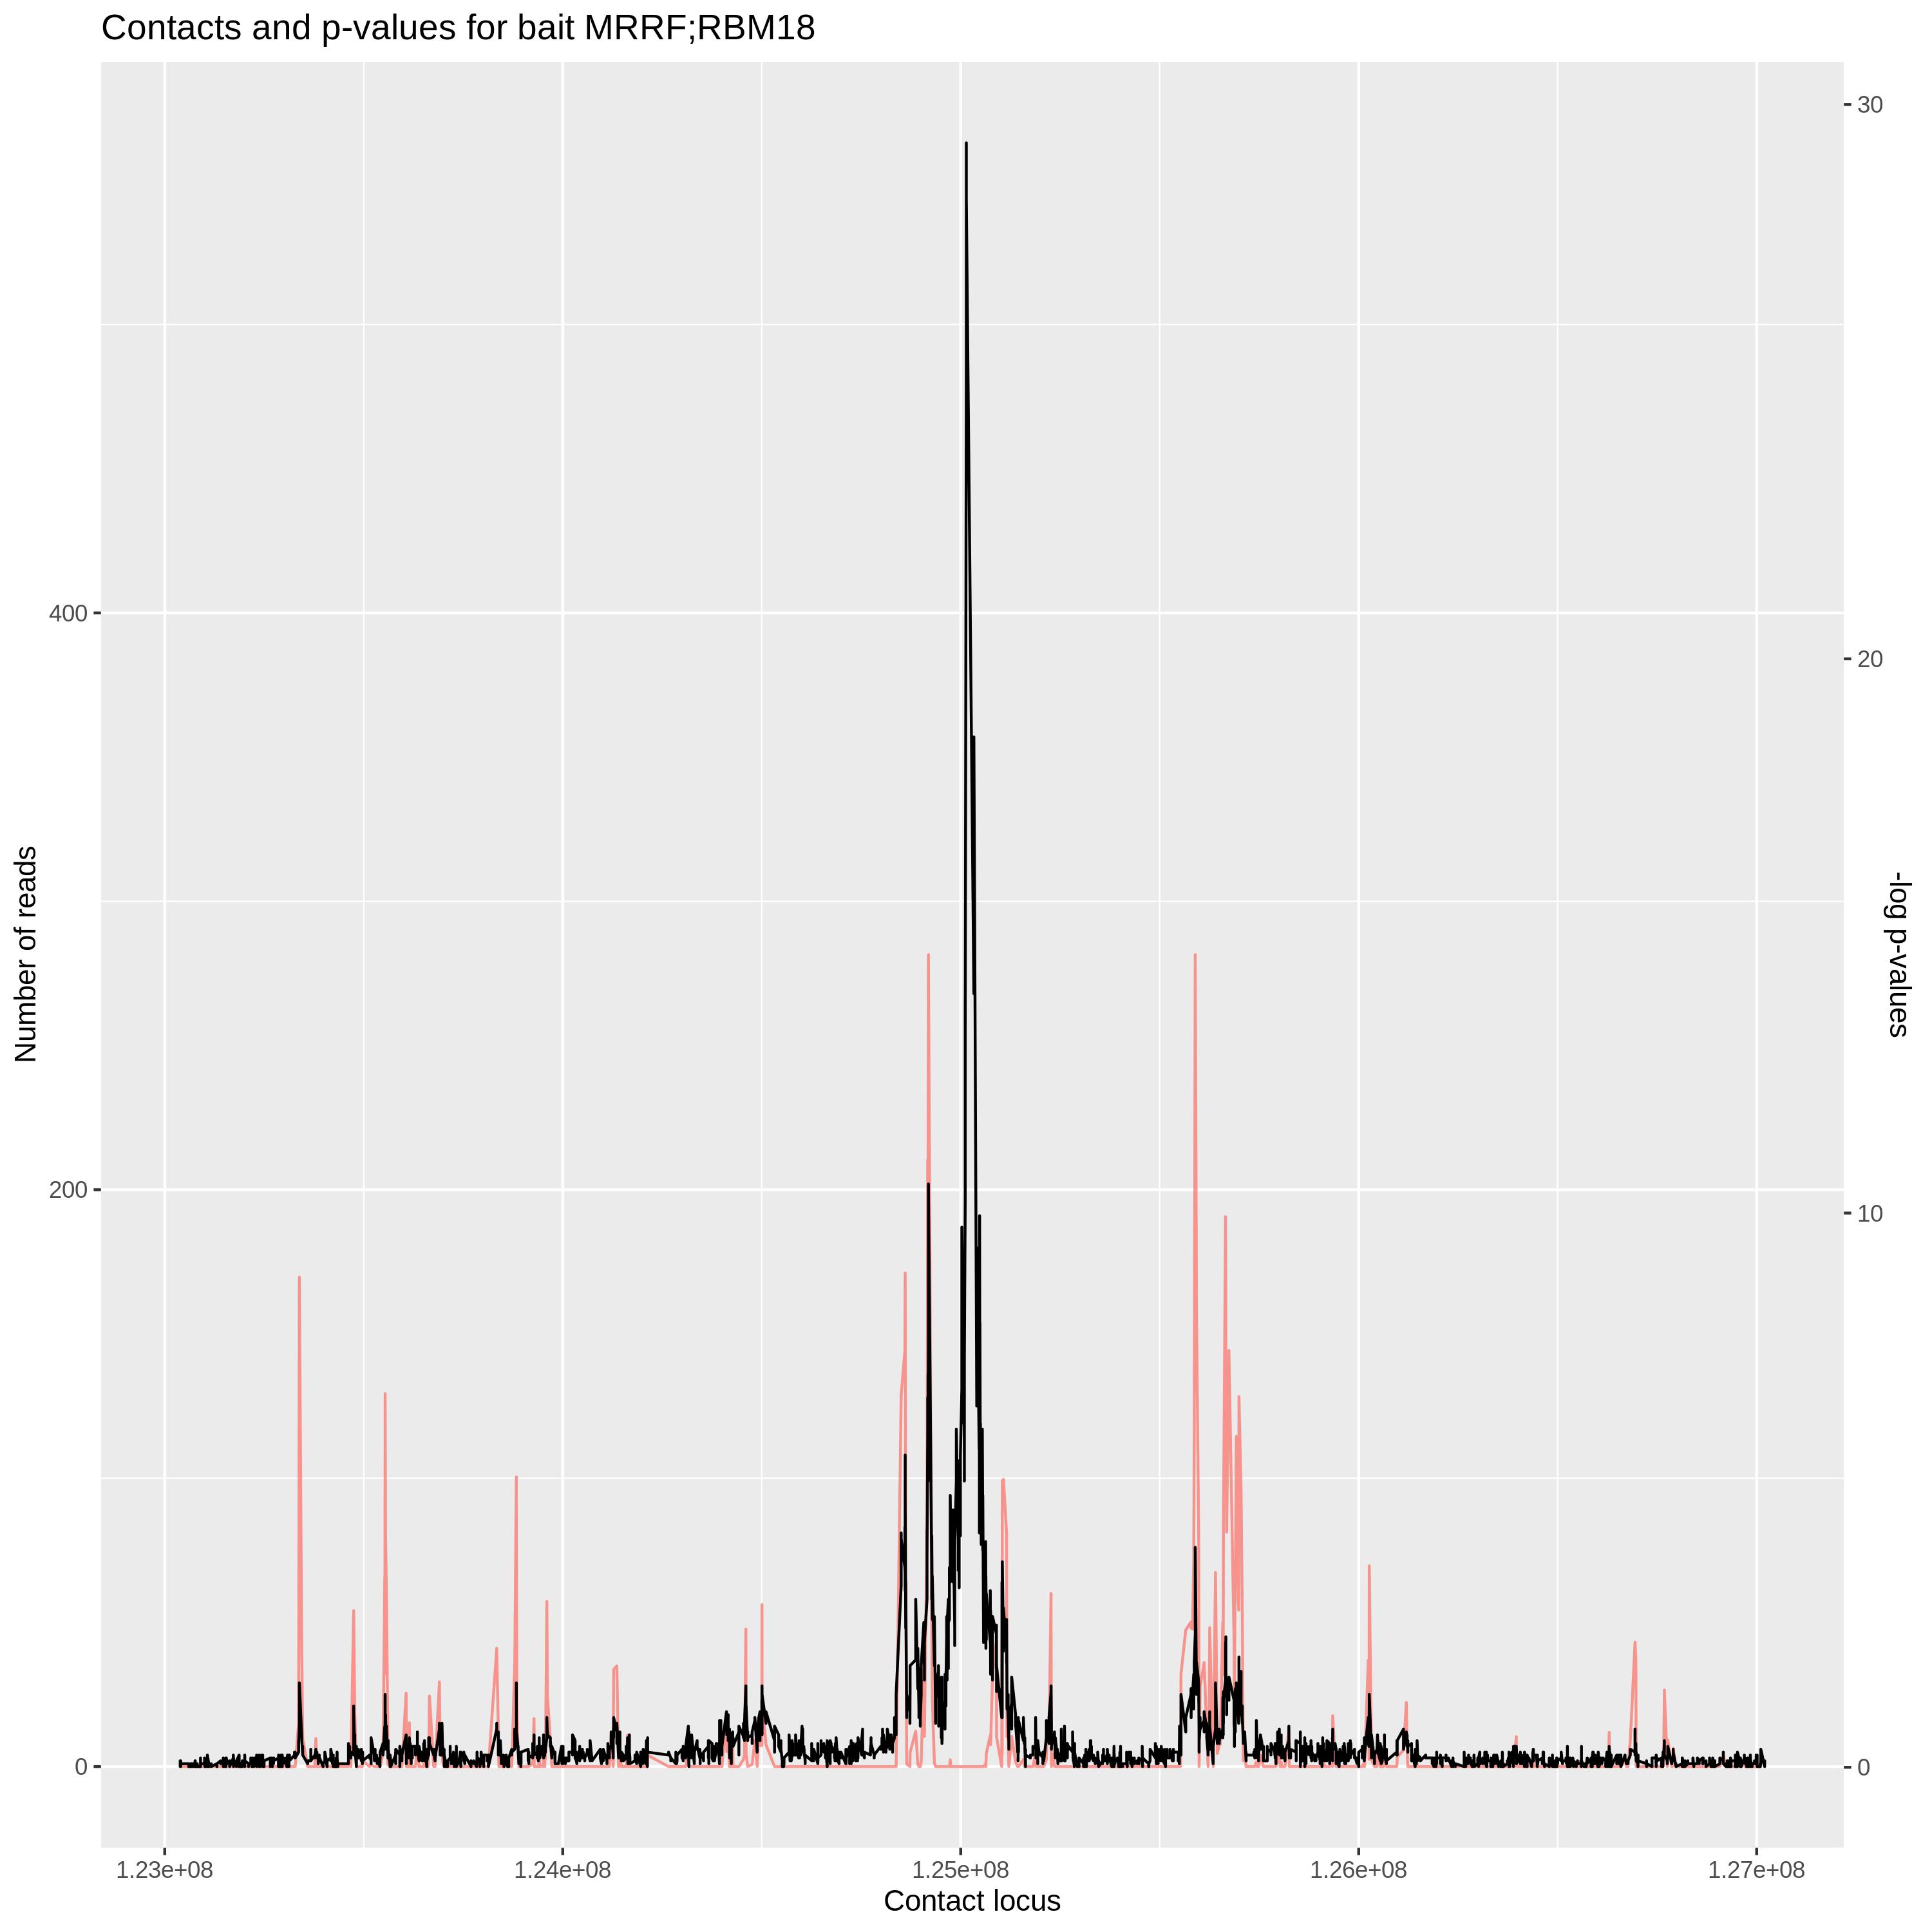 Contacts and p-values for bait MRRF;RBM18
Number of reads
400
200
0
30
20
10
0
-log p-values
1.23e+08
1.24e+08
1.25e+08
1.26e+08
1.27e+08
Contact locus